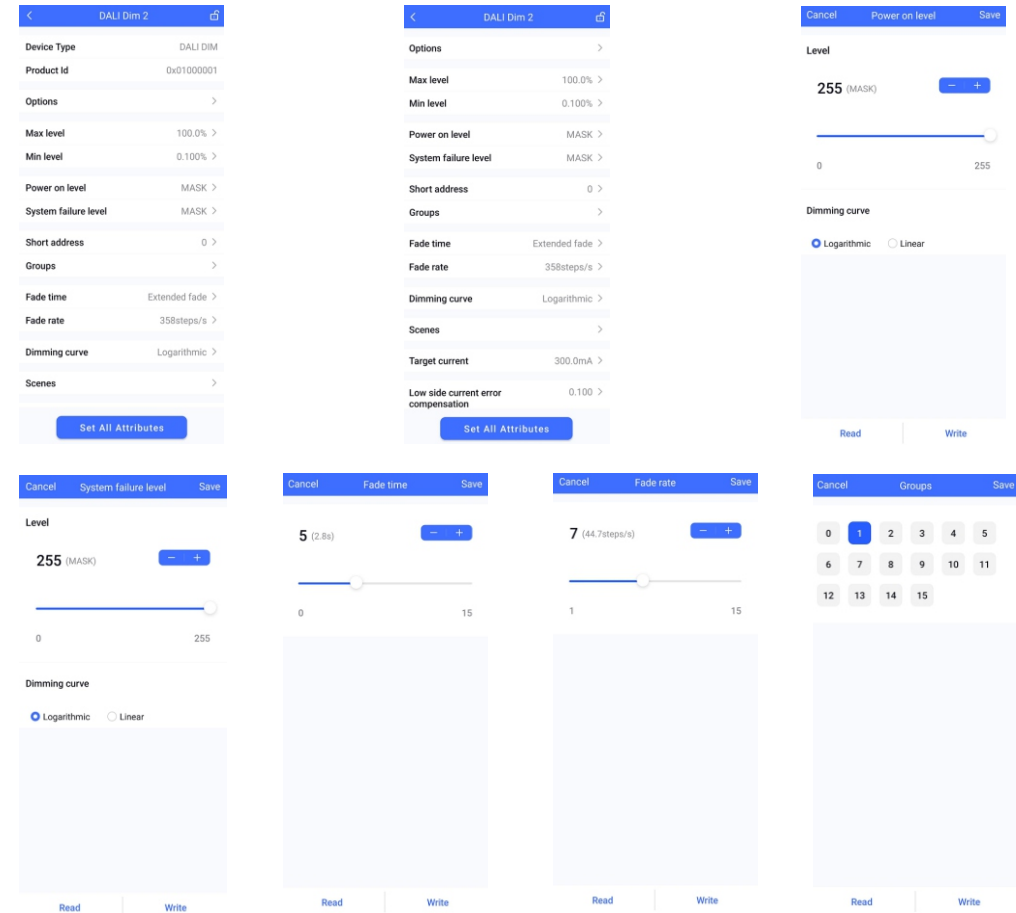 DALI Dim 2
Device Type DALI DIM
Product Id 0x01000001
Options
Max level 100.0%
Min level 0.100%
Power on level MASK
System failure level MASK
Short address 0
Groups
Fade time Extended fade
Fade rate 358steps/s
Dimming curve Logarithmic
Scenes
Set All Attributes
DALI Dim 2
Options
Max level 100.0%
Min level 0.100%
Power on level MASK
System failure level MASK
Short address 0
Groups
Fade time Extended fade
Fade rate 358steps/s
Dimming curve Logarithmic
Scenes
Target current 300.0mA
Low side current error 0.100
compensation
Set All Attributes
Cancel Power on level Save
Level
255 (MASK) − +
0 255
Dimming curve
Logarithmic Linear
Read Write
Cancel System failure level Save
Level
255 (MASK) − +
0 255
Dimming curve
Logarithmic Linear
Read Write
Cancel Fade time Save
5 (2.8s) − +
0 15
Read Write
Cancel Fade rate Save
7 (44.7steps/s) − +
1 15
Read Write
Cancel Groups Save
0 1 2 3 4 5
6 7 8 9 10 11
12 13 14 15
Read Write